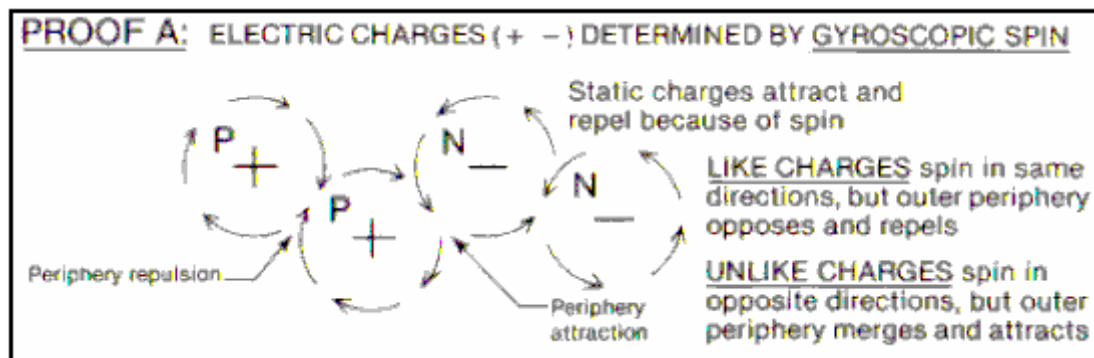 PROOF A: ELECTRIC CHARGES (+ −) DETERMINED BY GYROSCOPIC SPIN
Static charges attract and
repel because of spin
P
+
N
−
P
+
N
−
LIKE CHARGES spin in same
directions, but outer periphery
opposes and repels
Periphery repulsion
UNLIKE CHARGES spin in
opposite directions, but outer
periphery merges and attracts
Periphery
attraction